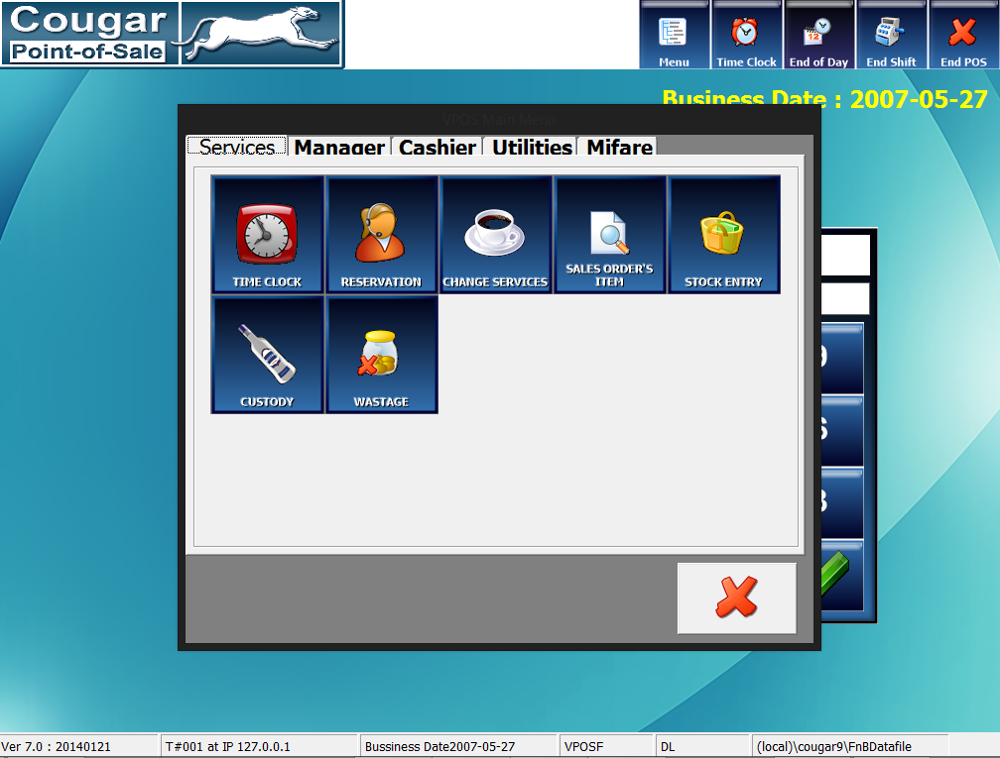 Cougar
Point-of-Sale
Menu
Time Clock
12
End of Day
End Shift
End POS
Bussiness Date : 2007-05-27
VPOS Main Menu
Services
Manager
Cashier
Utilities
Mifare
TIME CLOCK
RESERVATION
CHANGE SERVICES
SALES ORDER'S
ITEM
STOCK ENTRY
CUSTODY
WASTAGE
Ver 7.0 : 20140121
T#001 at IP 127.0.0.1
Bussiness Date2007-05-27
VPOSF
DL
(local)\cougar9\FnBDatafile